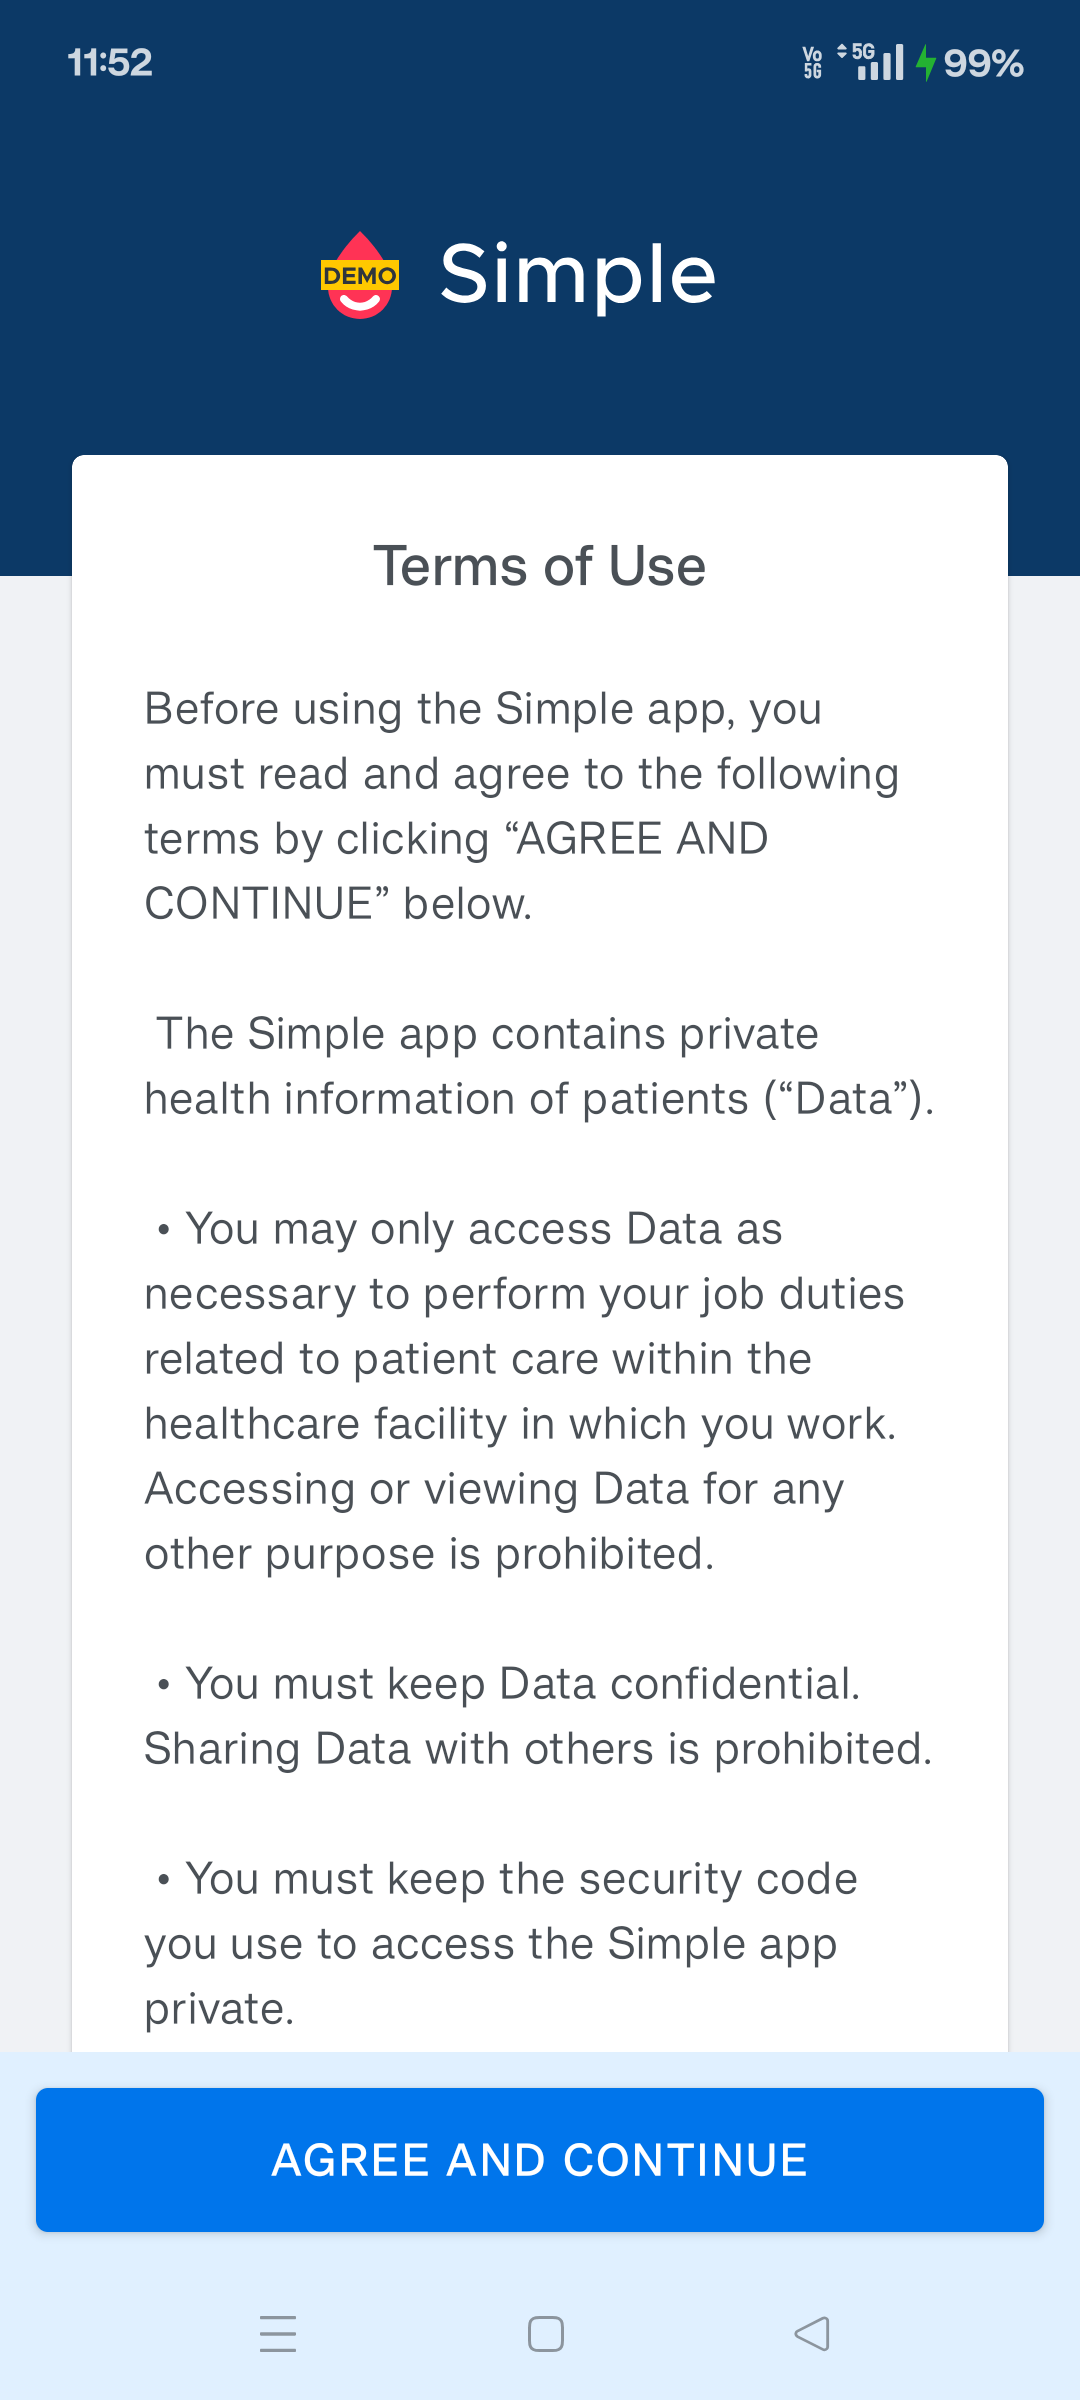 11:52
Vo 5G 5G 99%
DEMO Simple
Terms of Use
Before using the Simple app, you
must read and agree to the following
terms by clicking “AGREE AND
CONTINUE” below.
The Simple app contains private
health information of patients (“Data”).
• You may only access Data as
necessary to perform your job duties
related to patient care within the
healthcare facility in which you work.
Accessing or viewing Data for any
other purpose is prohibited.
• You must keep Data confidential.
Sharing Data with others is prohibited.
• You must keep the security code
you use to access the Simple app
private.
AGREE AND CONTINUE